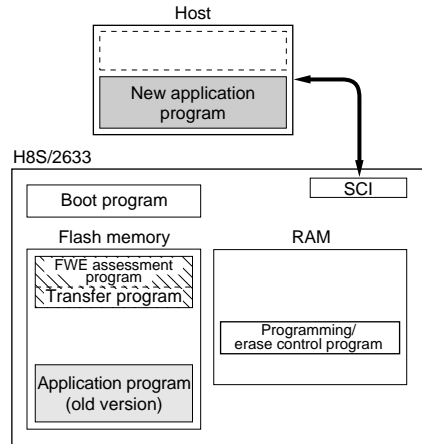 Host
New application
program
H8S/2633
SCI
Boot program
Flash memory
RAM
FWE assessment
program
Transfer program
Programming/
erase control program
Application program
(old version)